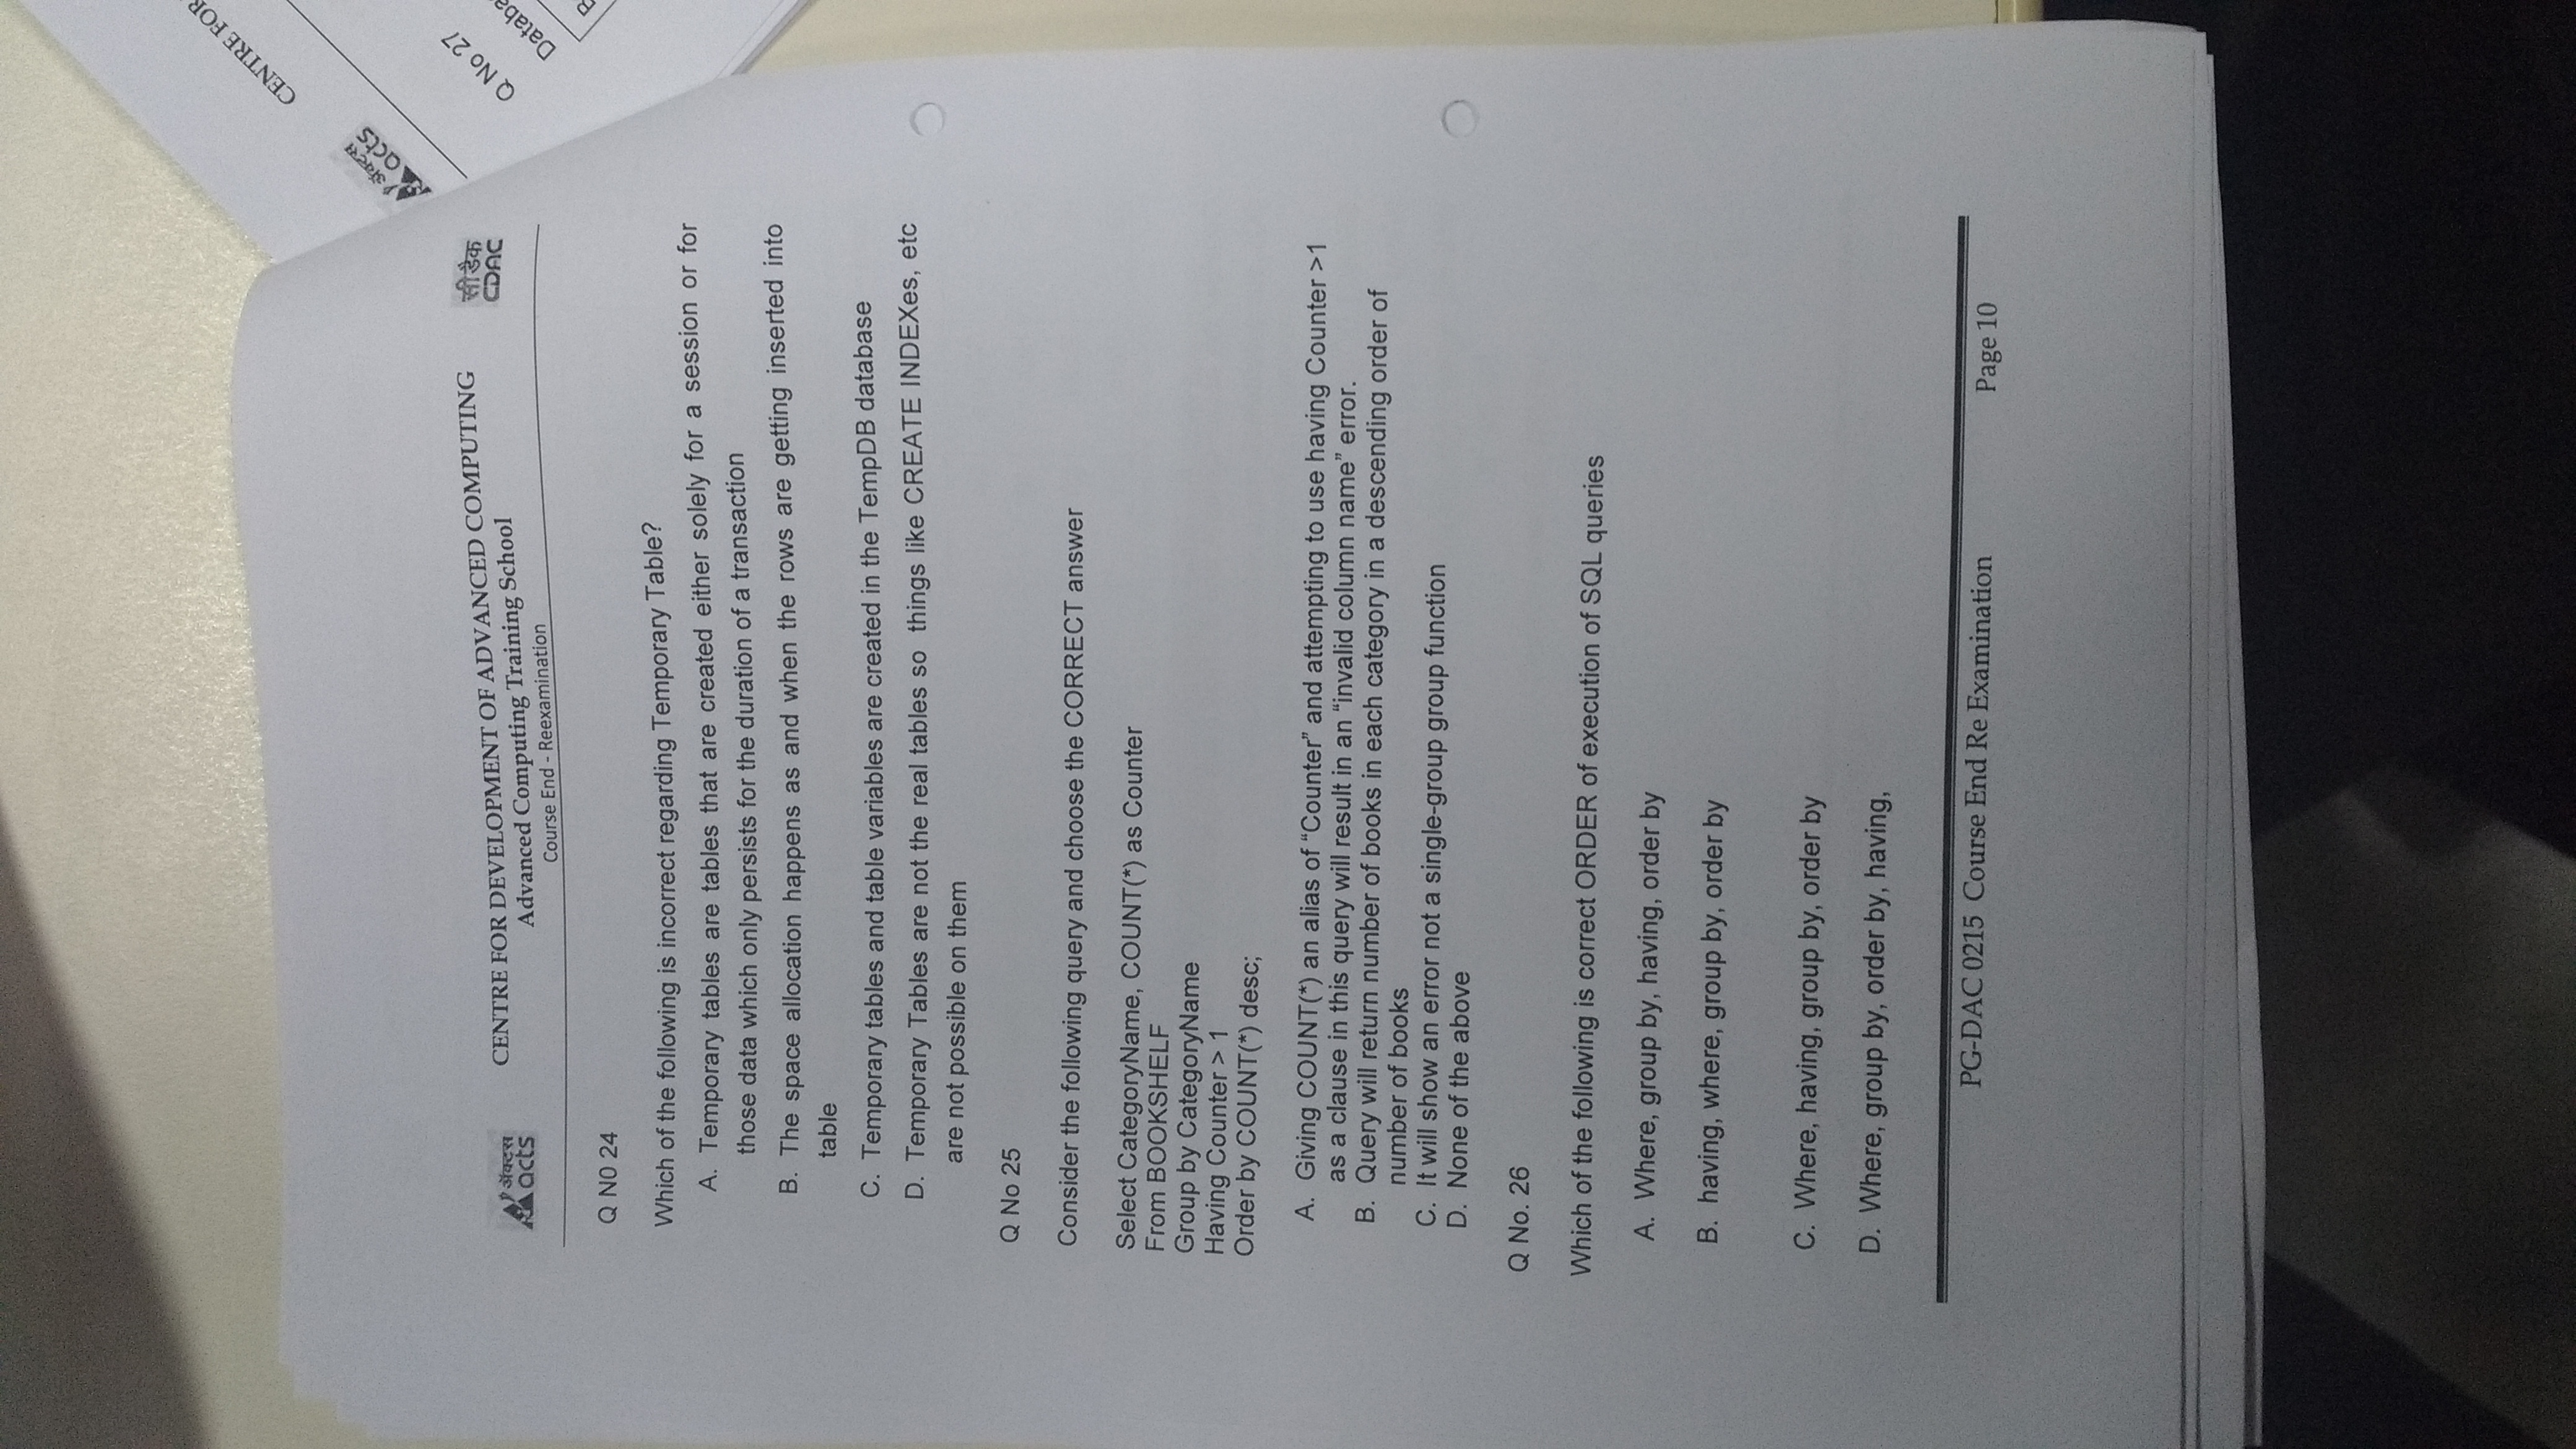 CENTRE FOR
अ‍ॅक्टस
acts
Q No 27
CENTRE FOR DEVELOPMENT OF ADVANCED COMPUTING
Advanced Computing Training School
Course End - Reexamination
अ‍ॅक्टस
acts
सी डैक
CDAC
Q N0 24
Which of the following is incorrect regarding Temporary Table?
A. Temporary tables are tables that are created either solely for a session or for
those data which only persists for the duration of a transaction
B. The space allocation happens as and when the rows are getting inserted into
table
C. Temporary tables and table variables are created in the TempDB database
D. Temporary Tables are not the real tables so things like CREATE INDEXes, etc
are not possible on them
Q No 25
Consider the following query and choose the CORRECT answer
Select CategoryName, COUNT(*) as Counter
From BOOKSHELF
Group by CategoryName
Having Counter > 1
Order by COUNT(*) desc;
A. Giving COUNT(*) an alias of “Counter” and attempting to use having Counter >1
as a clause in this query will result in an “invalid column name” error.
B. Query will return number of books in each category in a descending order of
number of books
C. It will show an error not a single-group group function
D. None of the above
Q No. 26
Which of the following is correct ORDER of execution of SQL queries
A. Where, group by, having, order by
B. having, where, group by, order by
C. Where, having, group by, order by
D. Where, group by, order by, having,
PG-DAC 0215 Course End Re Examination Page 10